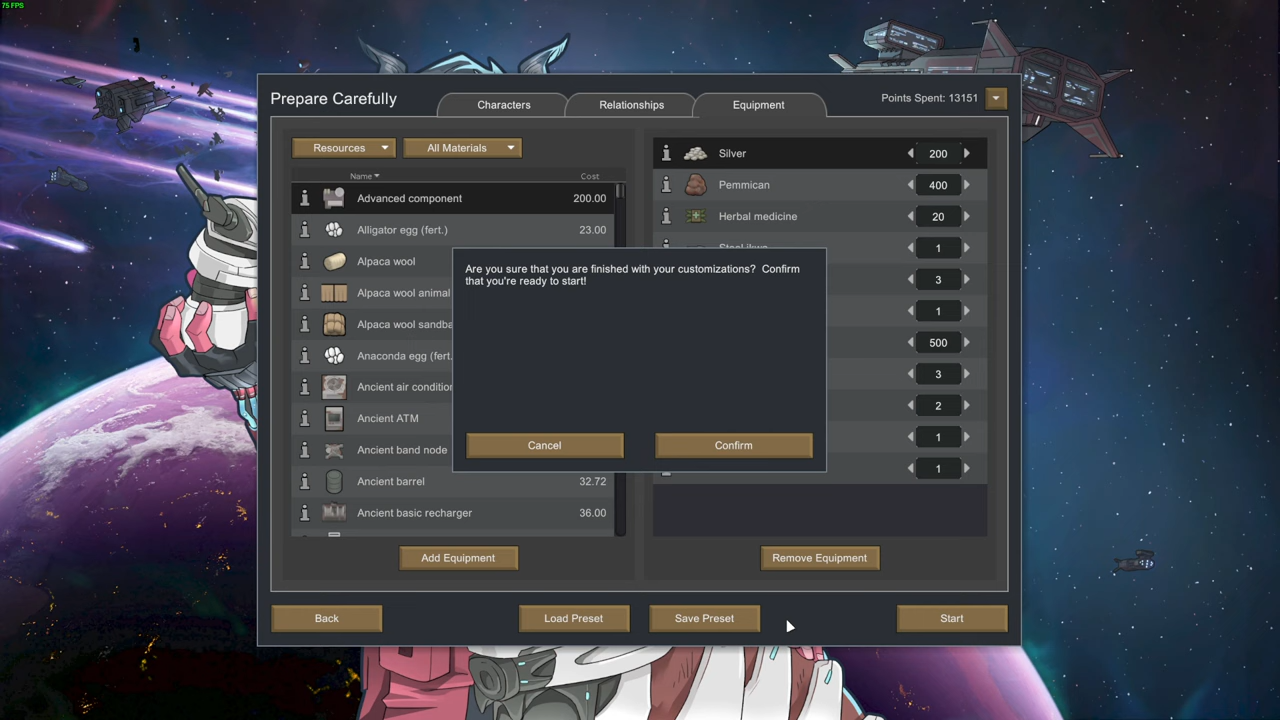 75 FPS
Prepare Carefully
Characters
Relationships
Equipment
Points Spent: 13151
Resources
All Materials
Name
Cost
Advanced component 200.00
Alligator egg (fert.) 23.00
Alpaca wool
Alpaca wool animal
Alpaca wool sandba
Anaconda egg (fert.
Ancient air condition
Ancient ATM
Ancient band node
Ancient barrel 32.72
Ancient basic recharger 36.00
Add Equipment
Silver 200
Pemmican 400
Herbal medicine 20
Steel ikwa 1
3
1
500
3
2
1
1
Remove Equipment
Are you sure that you are finished with your customizations? Confirm
that you're ready to start!
Cancel
Confirm
Back
Load Preset
Save Preset
Start